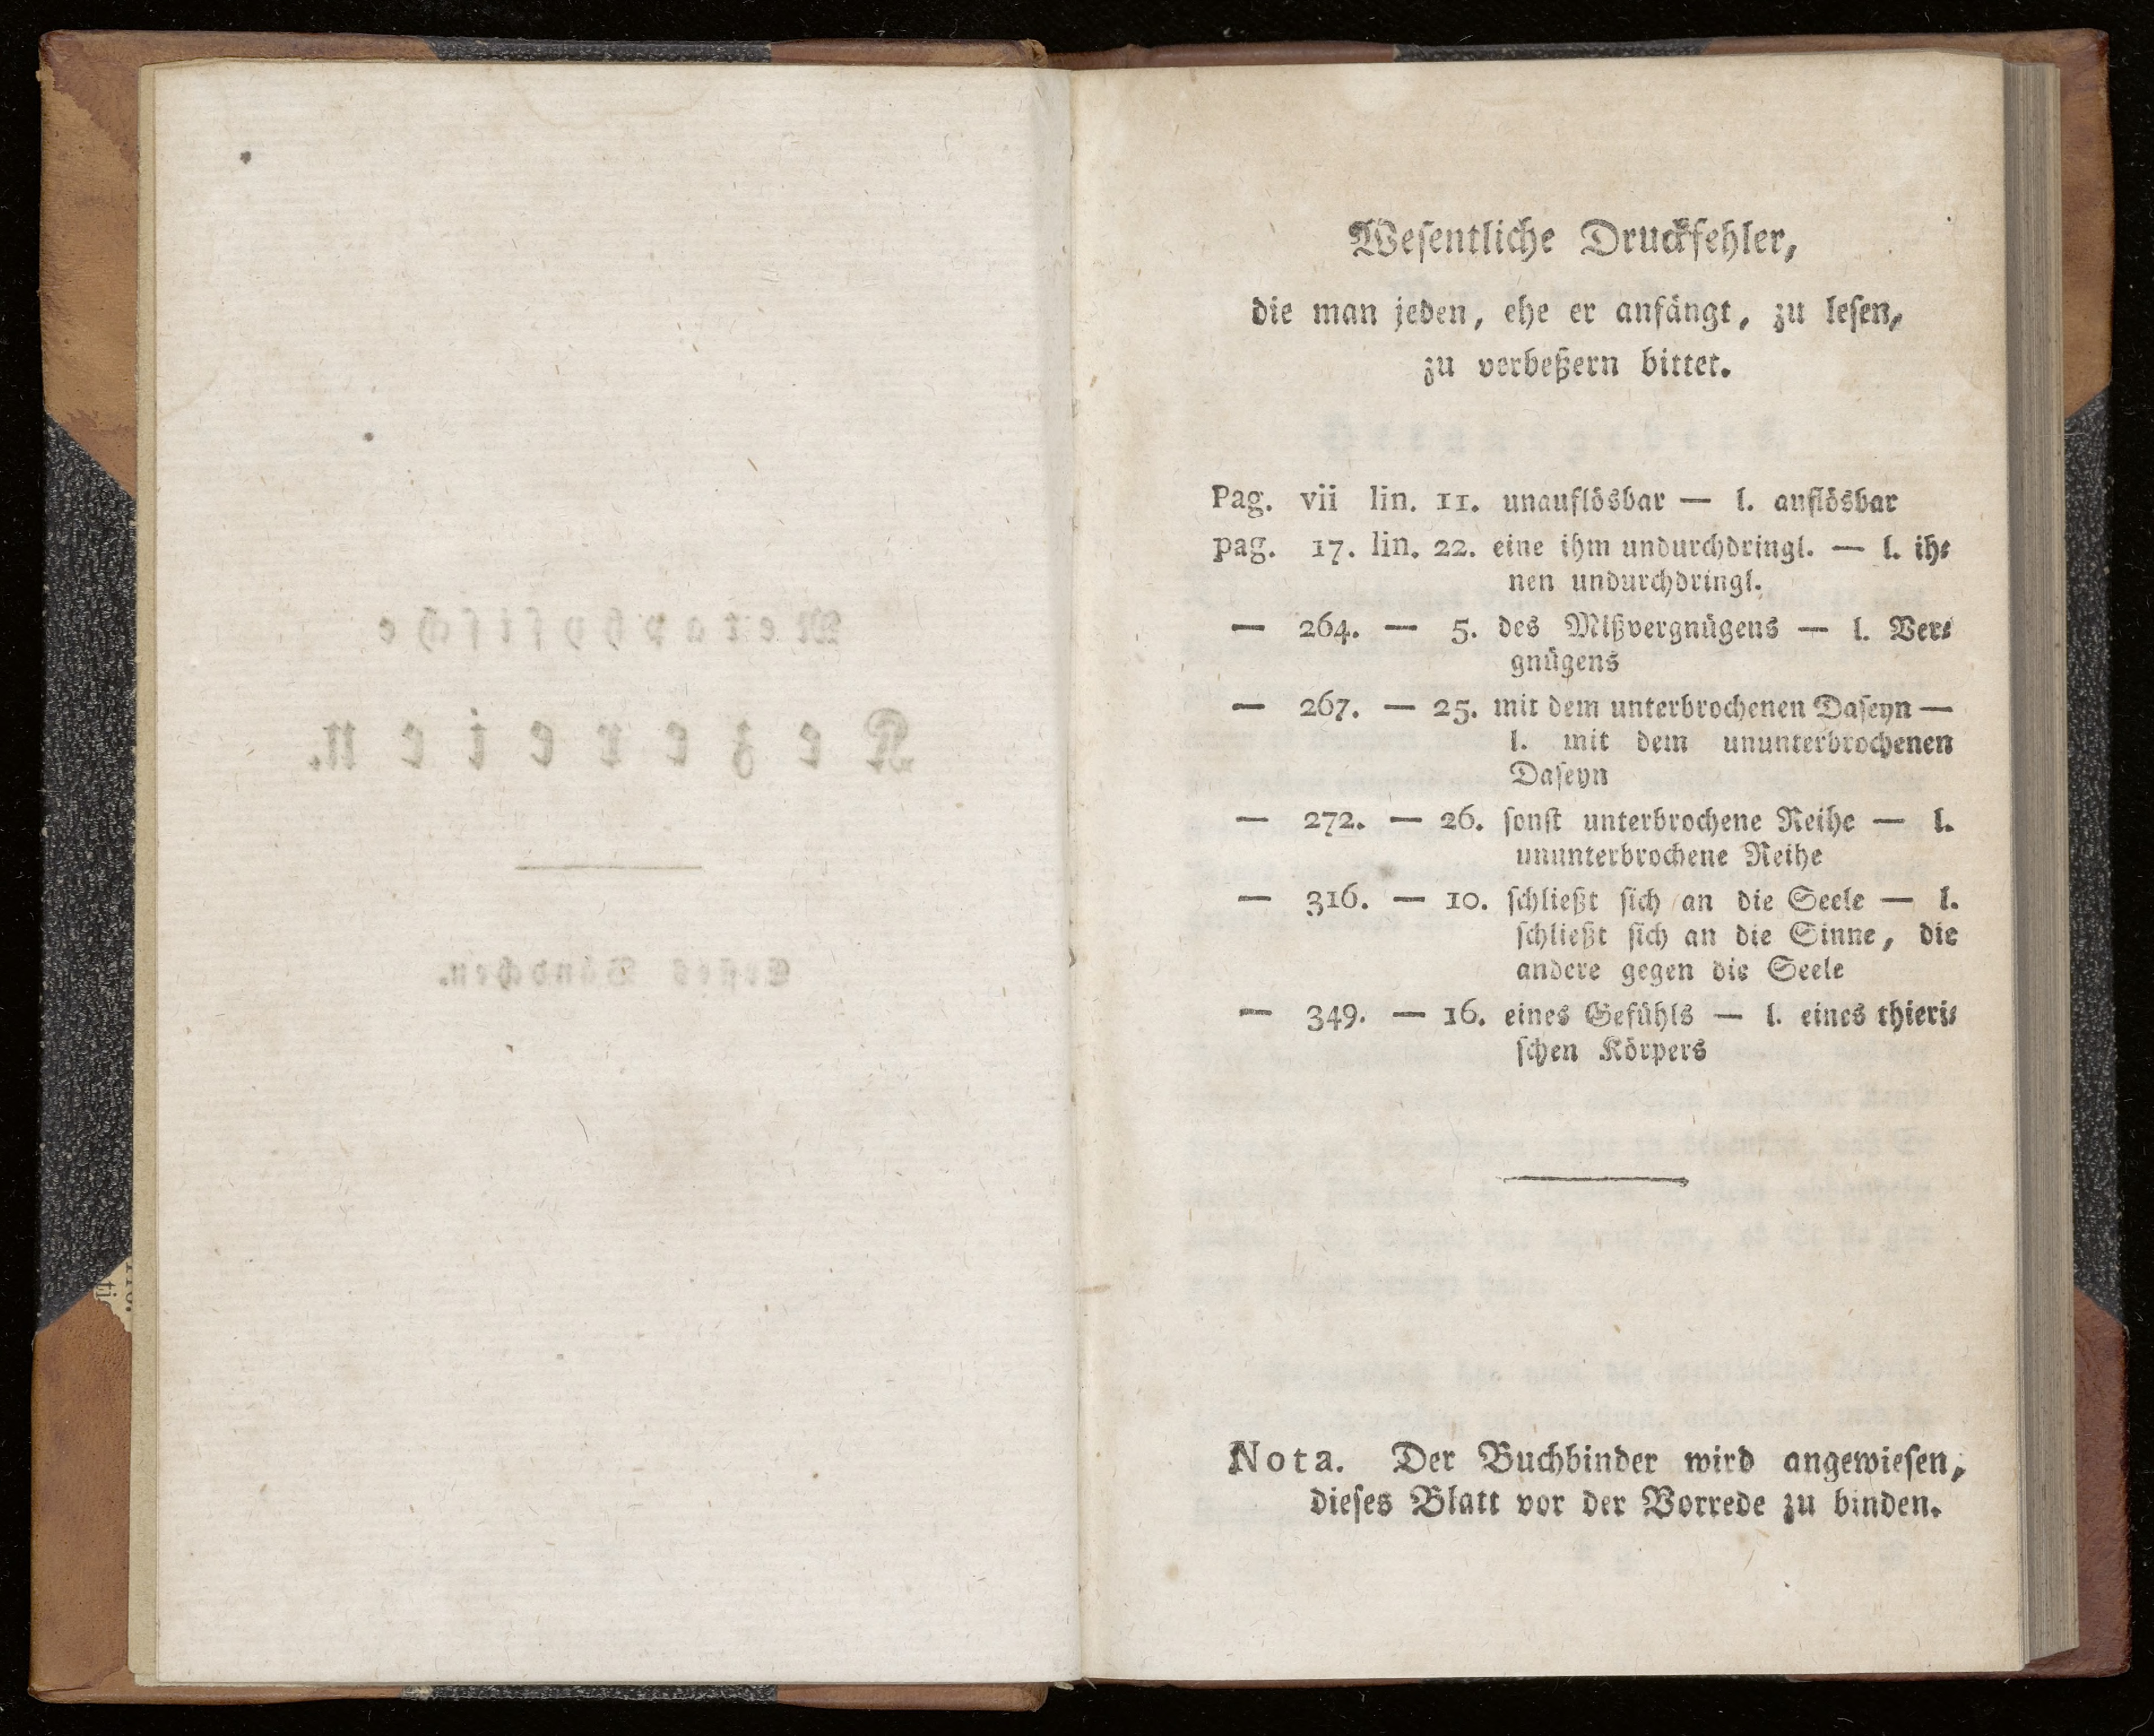 Metaphysische
Kezereien.
Erstes Bändchen.
Wesentliche Druckfehler,
die man jeden, ehe er anfängt, zu lesen,
zu verbeßern bittet.
Pag. vii lin. 11. unauflösbar — l. auflösbar
pag. 17. lin. 22. eine ihm undurchdringl. — l. ih⸗
nen undurchdringl.
— 264. — 5. des Mißvergnügens — l. Ver⸗
gnügens
— 267. — 25. mit dem unterbrochenen Daseyn —
l. mit dem ununterbrochenen
Daseyn
— 272. — 26. sonst unterbrochene Reihe — l.
ununterbrochene Reihe
— 316. — 10. schließt sich an die Seele — l.
schließt sich an die Sinne, die
andere gegen die Seele
— 349. — 16. eines Gefühls — l. eines thieri⸗
schen Körpers
Nota. Der Buchbinder wird angewiesen,
dieses Blatt vor der Vorrede zu binden.